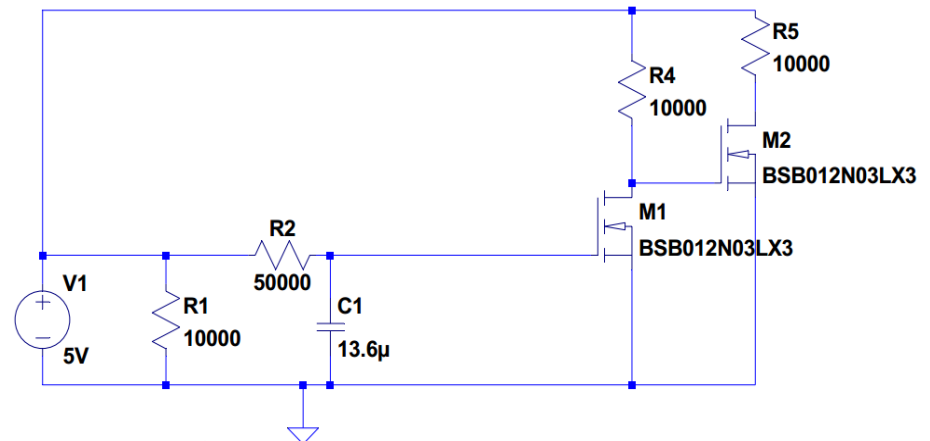 R5
10000
R4
10000
M2
BSB012N03LX3
M1
BSB012N03LX3
R2
50000
V1
+
−
5V
R1
10000
C1
13.6µ